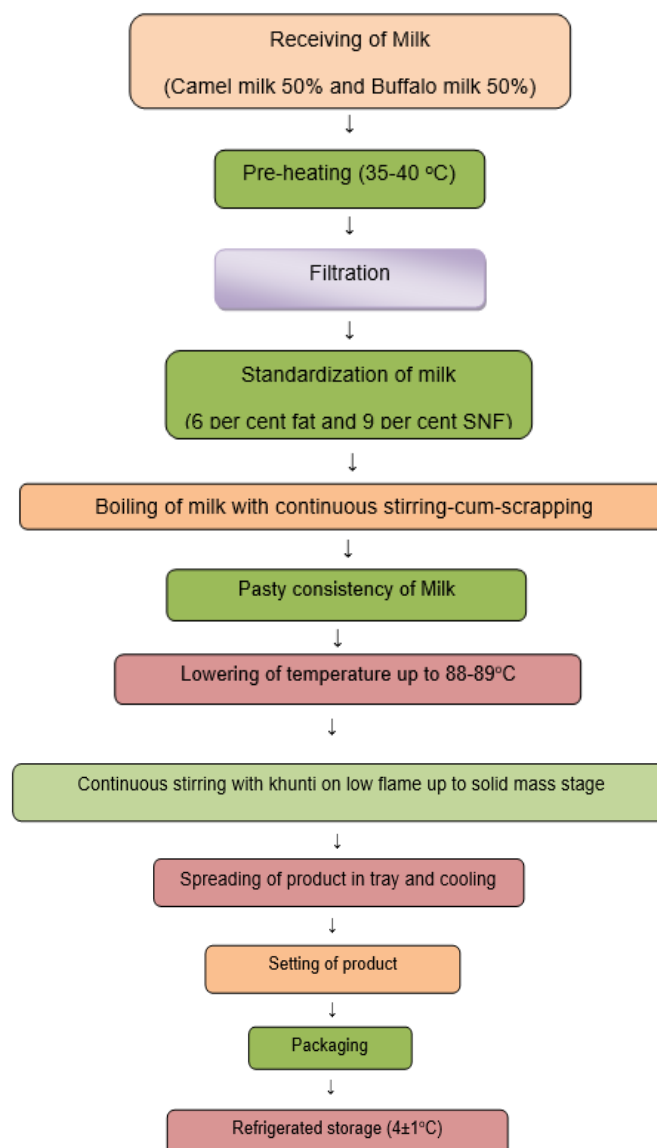 Receiving of Milk
(Camel milk 50% and Buffalo milk 50%)
↓
Pre-heating (35-40 ºC)
↓
Filtration
↓
Standardization of milk
(6 per cent fat and 9 per cent SNF)
↓
Boiling of milk with continuous stirring-cum-scrapping
↓
Pasty consistency of Milk
↓
Lowering of temperature up to 88-89ºC
↓
Continuous stirring with khunti on low flame up to solid mass stage
↓
Spreading of product in tray and cooling
↓
Setting of product
↓
Packaging
↓
Refrigerated storage (4±1ºC)